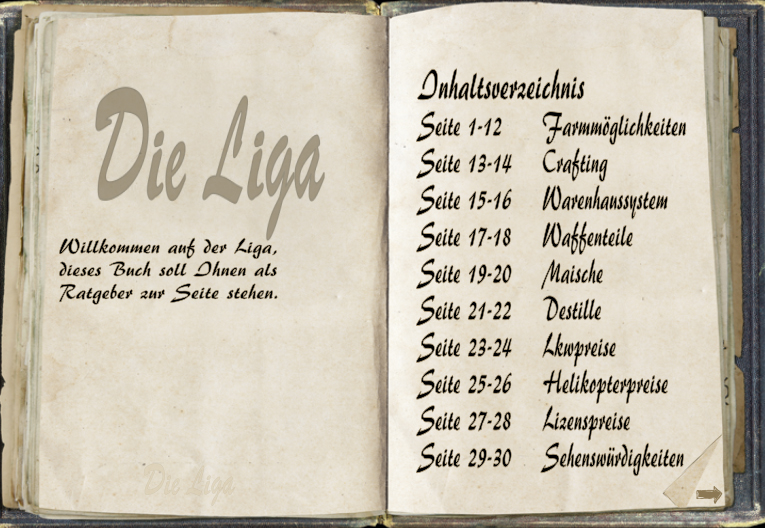 Die Liga
Willkommen auf der Liga,
dieses Buch soll Ihnen als
Ratgeber zur Seite stehen.
Die Liga
Inhaltsverzeichnis
Seite 1-12 Farmmöglichkeiten
Seite 13-14 Crafting
Seite 15-16 Warenhaussystem
Seite 17-18 Waffenteile
Seite 19-20 Maische
Seite 21-22 Destille
Seite 23-24 Lkwpreise
Seite 25-26 Helikopterpreise
Seite 27-28 Lizenspreise
Seite 29-30 Sehenswürdigkeiten